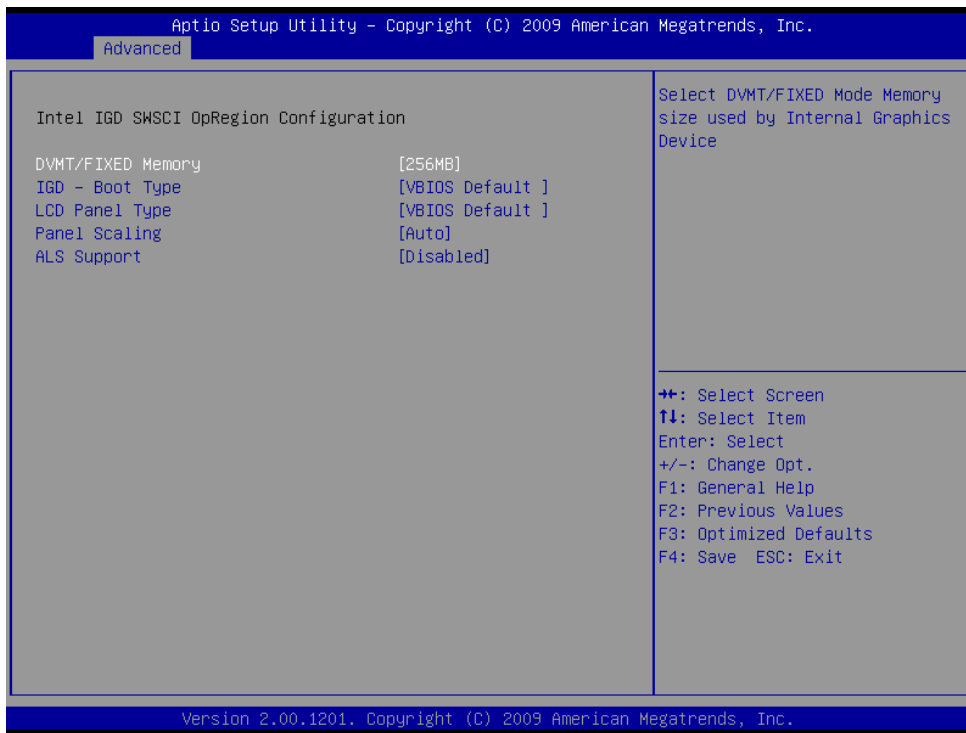 Aptio Setup Utility – Copyright (C) 2009 American Megatrends, Inc.
Advanced
Intel IGD SWSCI OpRegion Configuration
DVMT/FIXED Memory [256MB]
IGD – Boot Type [VBIOS Default ]
LCD Panel Type [VBIOS Default ]
Panel Scaling [Auto]
ALS Support [Disabled]
Select DVMT/FIXED Mode Memory
size used by Internal Graphics
Device
→←: Select Screen
↑↓: Select Item
Enter: Select
+/–: Change Opt.
F1: General Help
F2: Previous Values
F3: Optimized Defaults
F4: Save ESC: Exit
Version 2.00.1201. Copyright (C) 2009 American Megatrends, Inc.